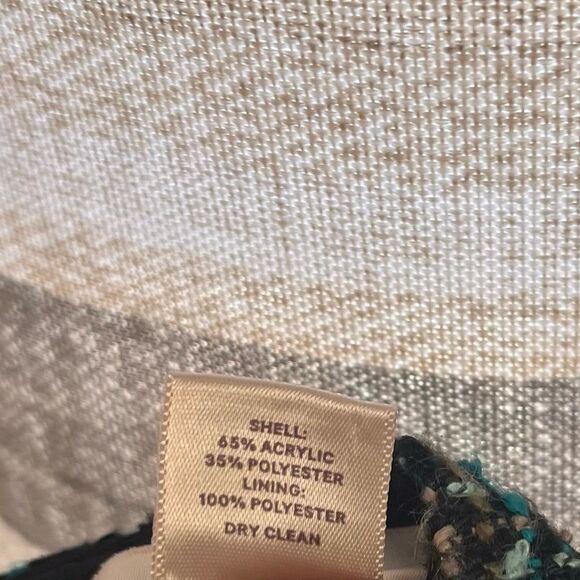 SHELL:
65% ACRYLIC
35% POLYESTER
LINING:
100% POLYESTER
DRY CLEAN